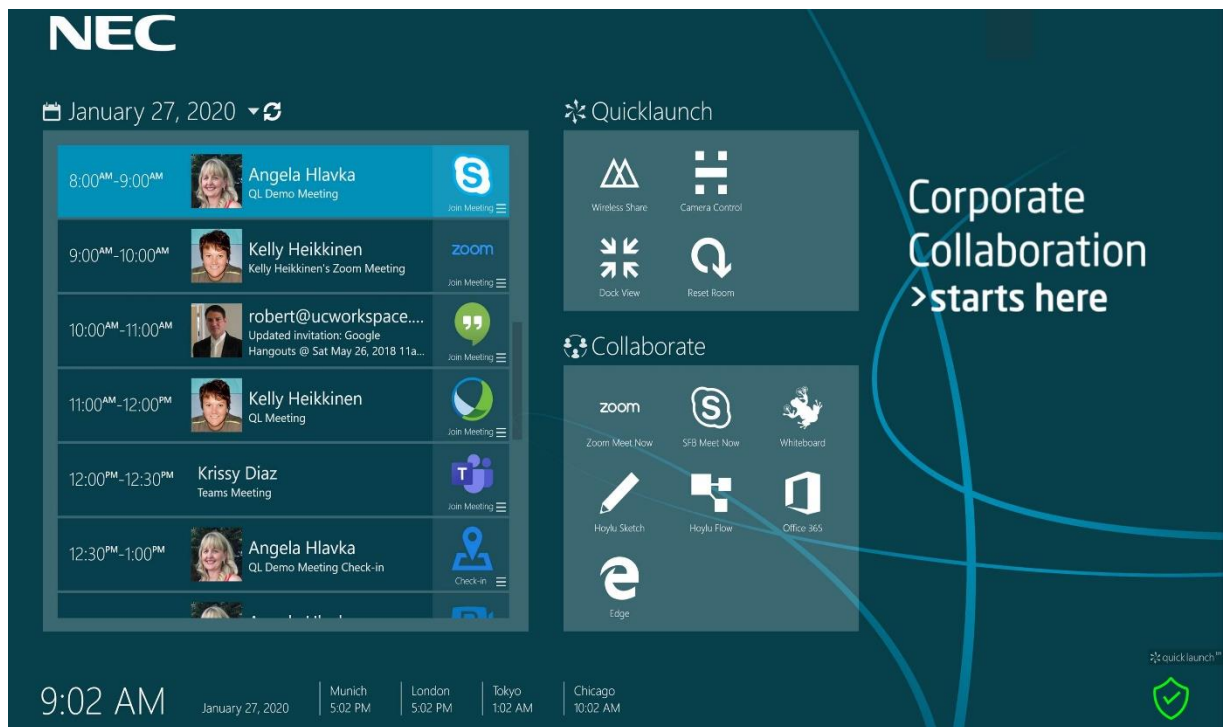 NEC
January 27, 2020
8:00AM-9:00AM
Angela Hlavka
QL Demo Meeting
Join Meeting
9:00AM-10:00AM
Kelly Heikkinen
Kelly Heikkinen's Zoom Meeting
zoom
Join Meeting
10:00AM-11:00AM
robert@ucworkspace....
Updated invitation: Google
Hangouts @ Sat May 26, 2018 11a...
Join Meeting
11:00AM-12:00PM
Kelly Heikkinen
QL Meeting
Join Meeting
12:00PM-12:30PM
Krissy Diaz
Teams Meeting
T
Join Meeting
12:30PM-1:00PM
Angela Hlavka
QL Demo Meeting Check-in
Check-in
Quicklaunch
Wireless Share
Camera Control
Dock View
Reset Room
Collaborate
zoom
Zoom Meet Now
S
SFB Meet Now
Whiteboard
Hoylu Sketch
Hoylu Flow
Office 365
Edge
Corporate
Collaboration
>starts here
quicklaunch™
9:02 AM
January 27, 2020
Munich
5:02 PM
London
5:02 PM
Tokyo
1:02 AM
Chicago
10:02 AM